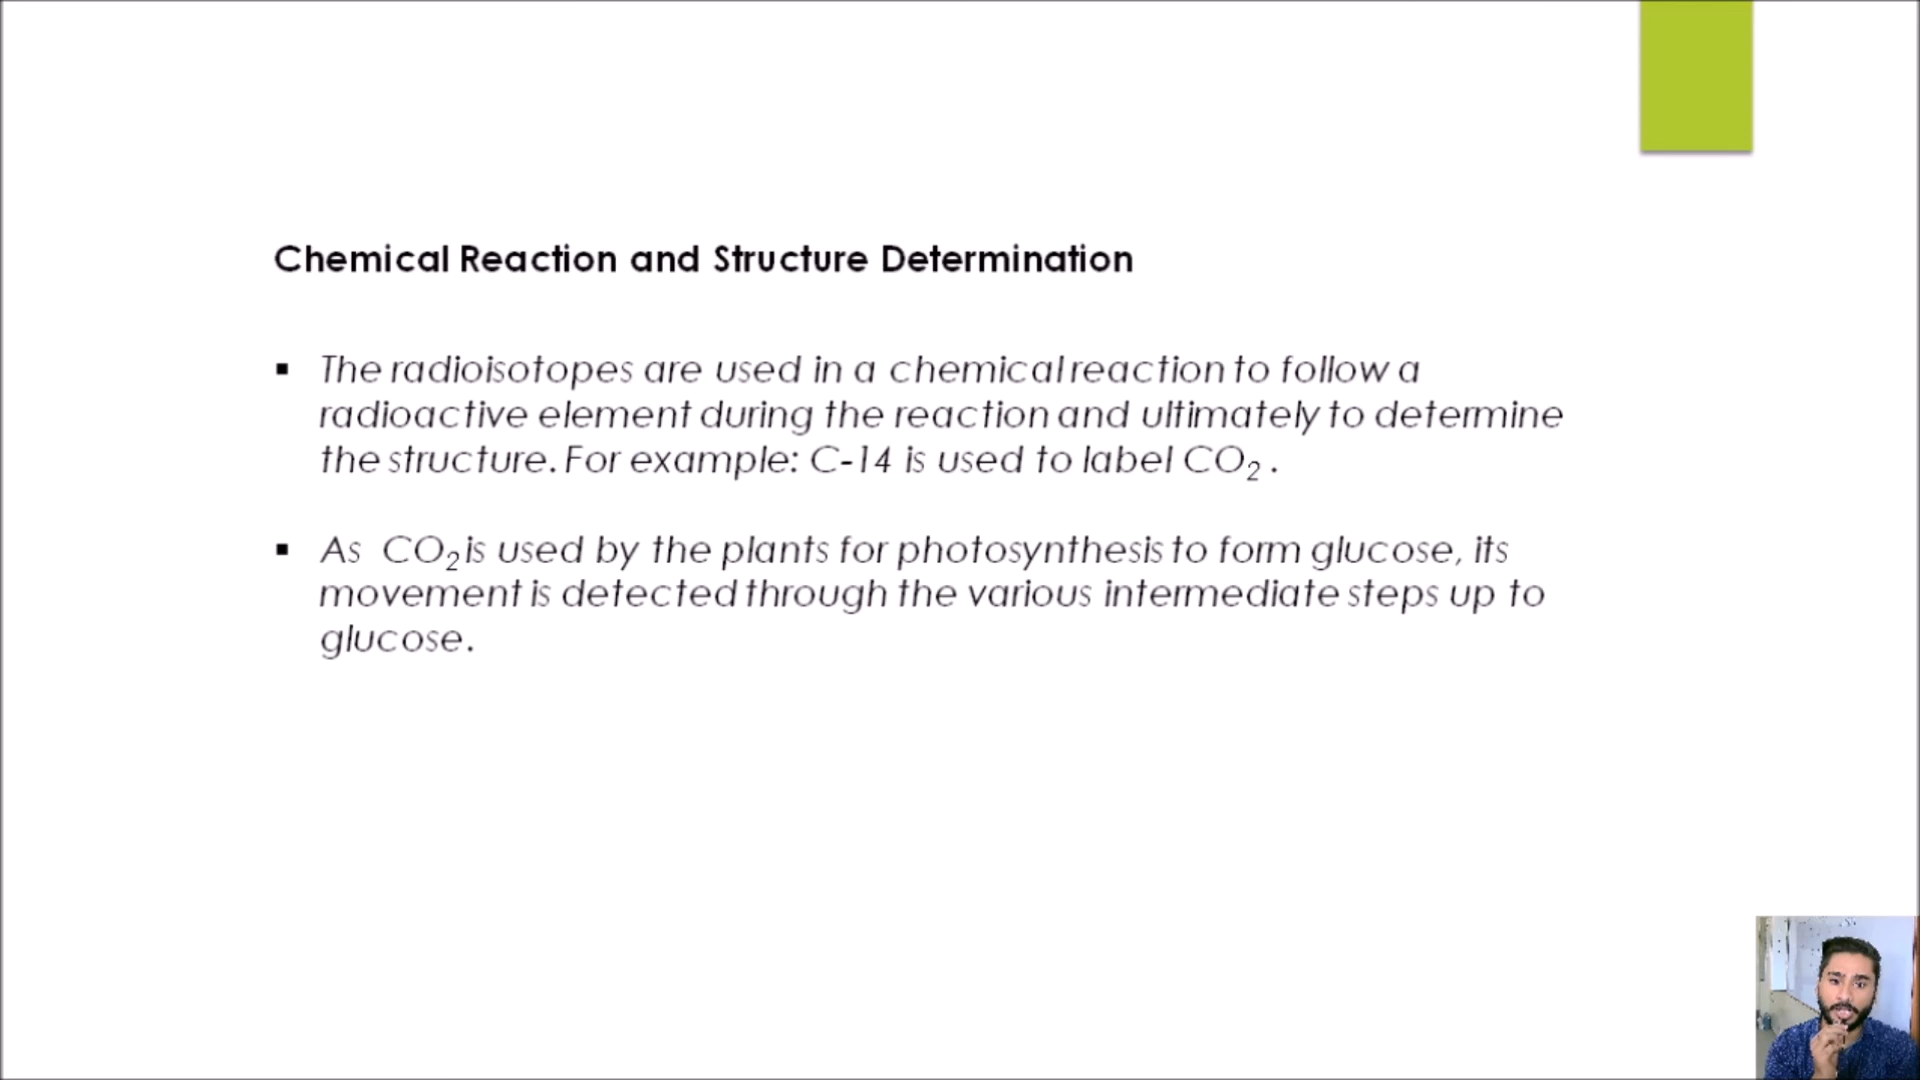 Chemical Reaction and Structure Determination
▪ The radioisotopes are used in a chemical reaction to follow a
radioactive element during the reaction and ultimately to determine
the structure. For example: C-14 is used to label CO₂ .
▪ As CO₂ is used by the plants for photosynthesis to form glucose, its
movement is detected through the various intermediate steps up to
glucose.